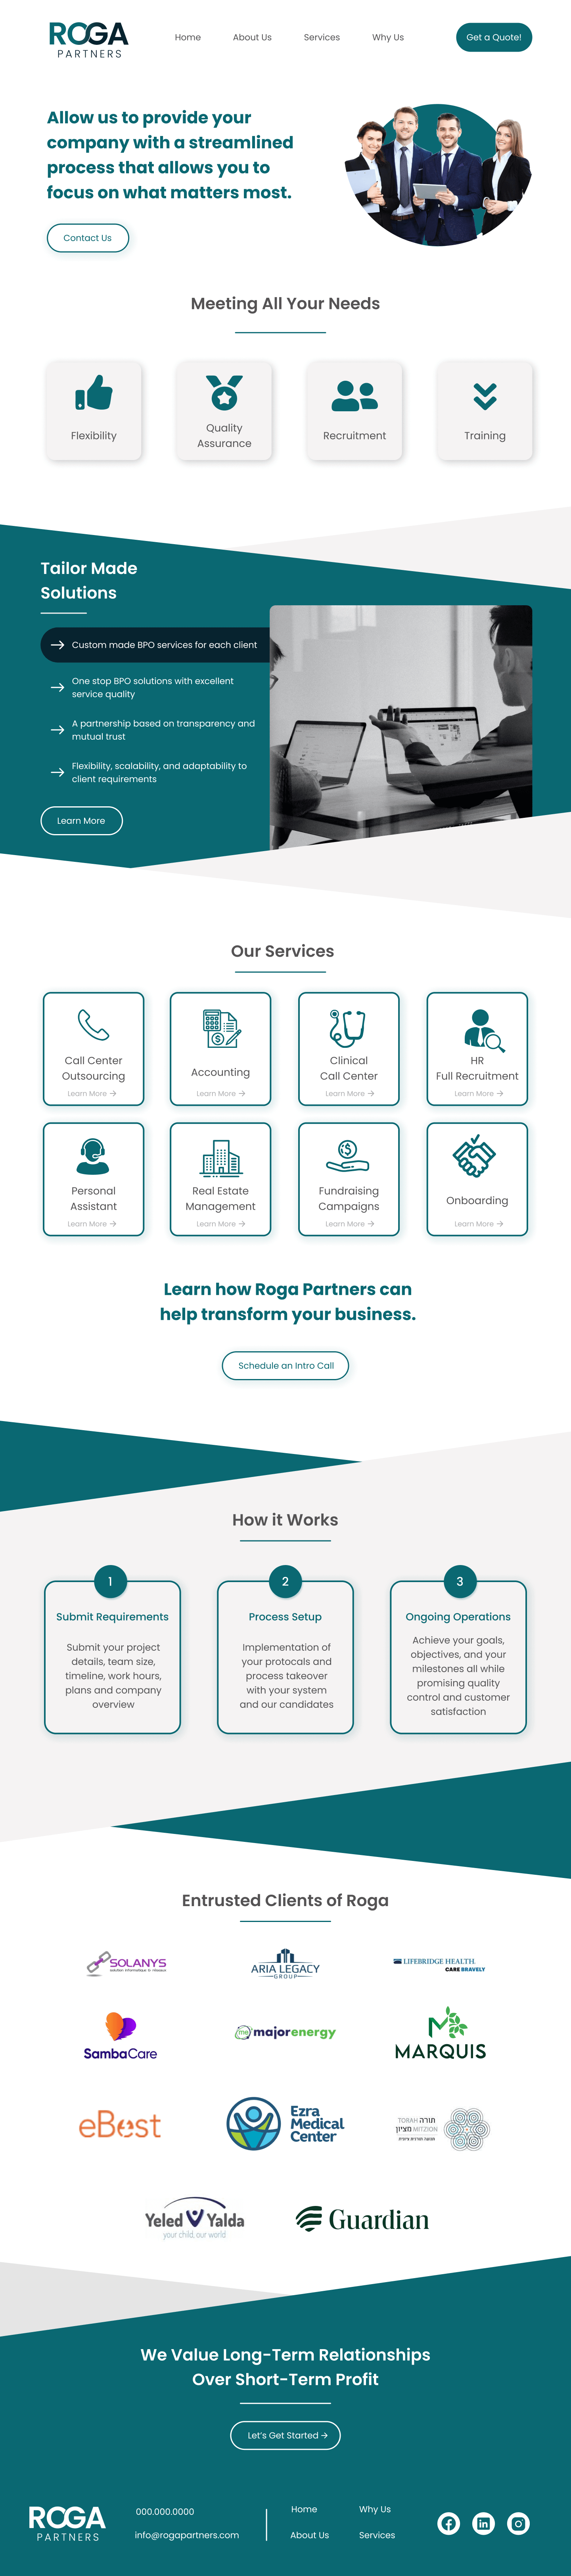 ROGA
PARTNERS
Home
About Us
Services
Why Us
Get a Quote!
Allow us to provide your
company with a streamlined
process that allows you to
focus on what matters most.
Contact Us
Meeting All Your Needs
Flexibility
Quality
Assurance
Recruitment
Training
Tailor Made
Solutions
Custom made BPO services for each client
One stop BPO solutions with excellent
service quality
A partnership based on transparency and
mutual trust
Flexibility, scalability, and adaptability to
client requirements
Learn More
Our Services
Call Center
Outsourcing
Learn More →
Accounting
Learn More →
Clinical
Call Center
Learn More →
HR
Full Recruitment
Learn More →
Personal
Assistant
Learn More →
Real Estate
Management
Learn More →
Fundraising
Campaigns
Learn More →
Onboarding
Learn More →
Learn how Roga Partners can
help transform your business.
Schedule an Intro Call
How it Works
1
Submit Requirements
Submit your project
details, team size,
timeline, work hours,
plans and company
overview
2
Process Setup
Implementation of
your protocals and
process takeover
with your system
and our candidates
3
Ongoing Operations
Achieve your goals,
objectives, and your
milestones all while
promising quality
control and customer
satisfaction
Entrusted Clients of Roga
SOLANYS
solution informatique & réseaux
ARIA LEGACY
GROUP
LIFEBRIDGE HEALTH.
CARE BRAVELY
SambaCare
me majorenergy
MARQUIS
eBest
Ezra
Medical
Center
TORAH תורה
מציון MITZION
Yeled Yalda
your child, our world
Guardian
We Value Long-Term Relationships
Over Short-Term Profit
Let's Get Started →
ROGA
PARTNERS
000.000.0000
info@rogapartners.com
Home
Why Us
About Us
Services